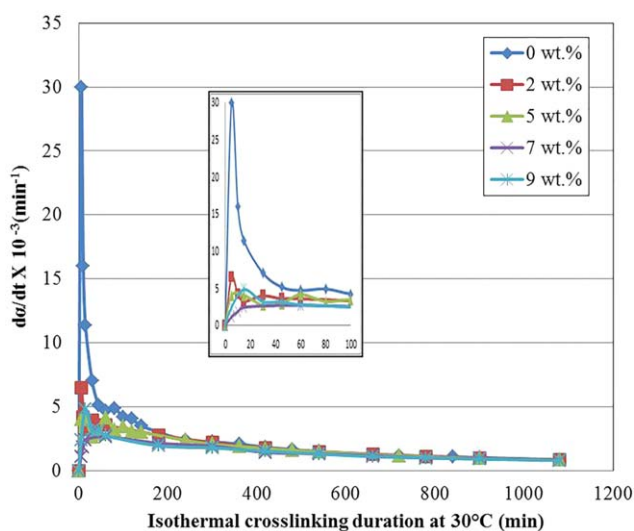 35
30
25
20
15
10
5
0
dα/dt X 10 -3 (min-1)
0 200 400 600 800 1000 1200
Isothermal crosslinking duration at 30°C (min)
0 wt.%
2 wt.%
5 wt.%
7 wt.%
9 wt.%
30
25
20
15
10
5
0
0 20 40 60 80 100